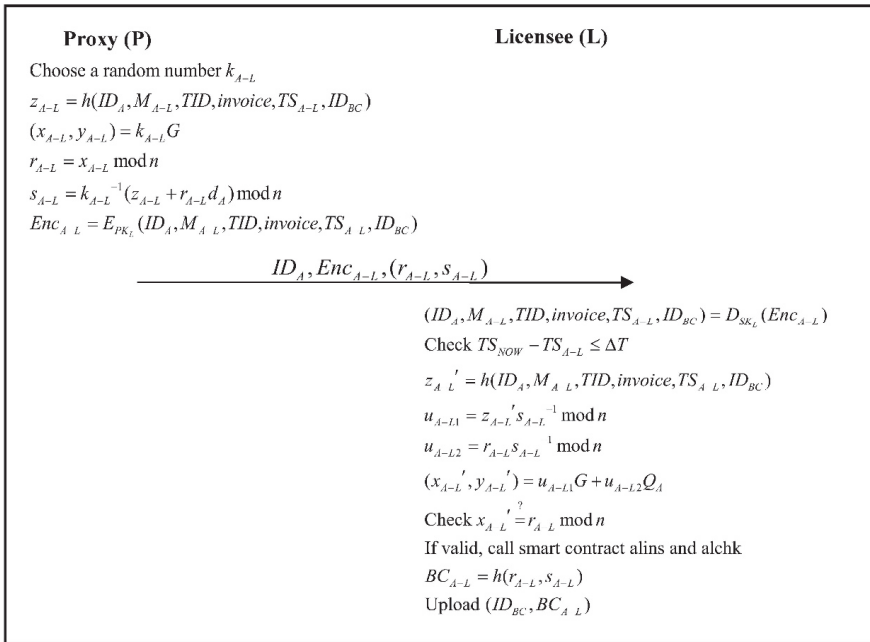 Proxy (P)
Licensee (L)
Choose a random number k_{A-L}
z_{A-L} = h(ID_A, M_{A-L}, TID, invoice, TS_{A-L}, ID_{BC})
(x_{A-L}, y_{A-L}) = k_{A-L}G
r_{A-L} = x_{A-L} mod n
s_{A-L} = k_{A-L}^{-1}(z_{A-L} + r_{A-L}d_A) mod n
Enc_{A L} = E_{PK_L}(ID_A, M_{A L}, TID, invoice, TS_{A L}, ID_{BC})
ID_A, Enc_{A-L}, (r_{A-L}, s_{A-L})
(ID_A, M_{A-L}, TID, invoice, TS_{A-L}, ID_{BC}) = D_{SK_L}(Enc_{A-L})
Check TS_{NOW} − TS_{A-L} ≤ ΔT
z_{A L}' = h(ID_A, M_{A L}, TID, invoice, TS_{A L}, ID_{BC})
u_{A-L1} = z_{A-L}' s_{A-L}^{-1} mod n
u_{A-L2} = r_{A-L} s_{A-L}^{1} mod n
(x_{A-L}', y_{A-L}') = u_{A-L1}G + u_{A-L2}Q_A
Check x_{A L}' ?= r_{A L} mod n
If valid, call smart contract alins and alchk
BC_{A-L} = h(r_{A-L}, s_{A-L})
Upload (ID_{BC}, BC_{A L})